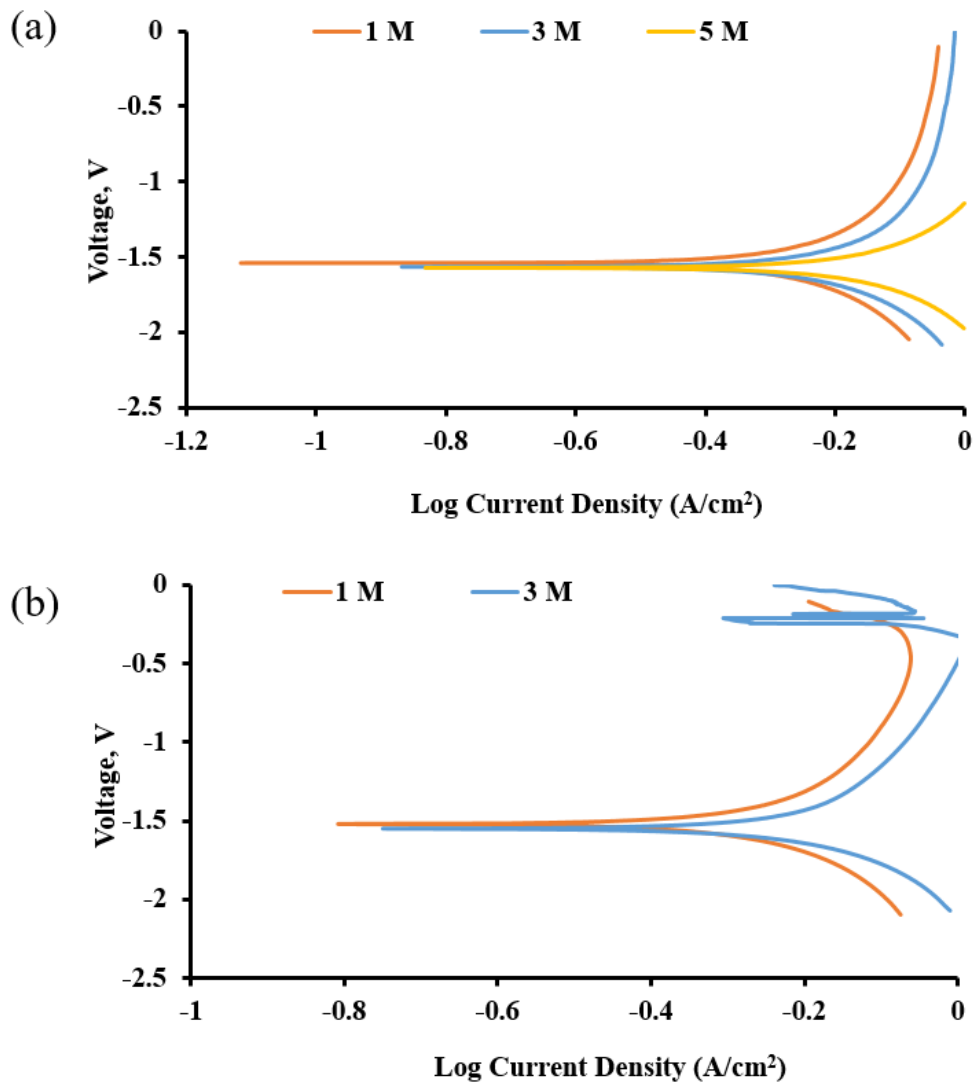 (a)
1 M 3 M 5 M
0
-0.5
-1
-1.5
-2
-2.5
Voltage, V
-1.2 -1 -0.8 -0.6 -0.4 -0.2 0
Log Current Density (A/cm²)
(b)
1 M 3 M
0
-0.5
-1
-1.5
-2
-2.5
Voltage, V
-1 -0.8 -0.6 -0.4 -0.2 0
Log Current Density (A/cm²)